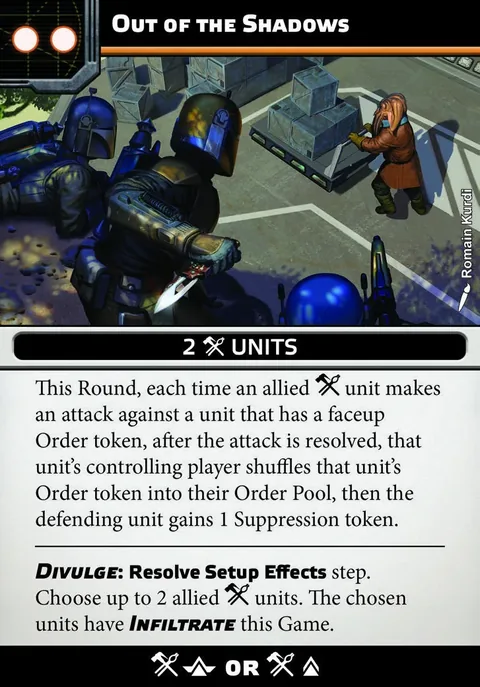 Out of the Shadows
Romain Kurdi
2 UNITS
This Round, each time an allied unit makes
an attack against a unit that has a faceup
Order token, after the attack is resolved, that
unit's controlling player shuffles that unit's
Order token into their Order Pool, then the
defending unit gains 1 Suppression token.
Divulge: Resolve Setup Effects step.
Choose up to 2 allied units. The chosen
units have Infiltrate this Game.
OR